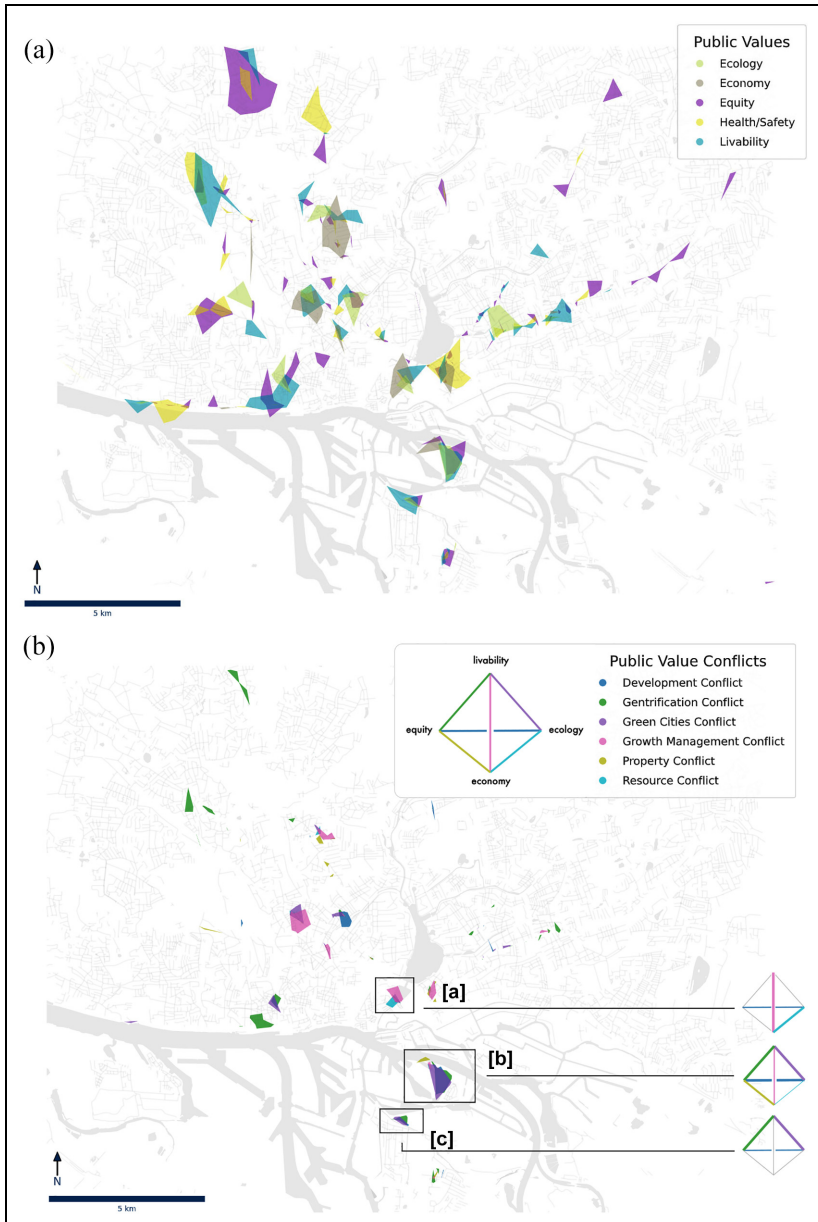 (a)
Public Values
Ecology
Economy
Equity
Health/Safety
Livability
N
5 km
(b)
Public Value Conflicts
livability
equity
ecology
economy
Development Conflict
Gentrification Conflict
Green Cities Conflict
Growth Management Conflict
Property Conflict
Resource Conflict
[a]
[b]
[c]
N
5 km